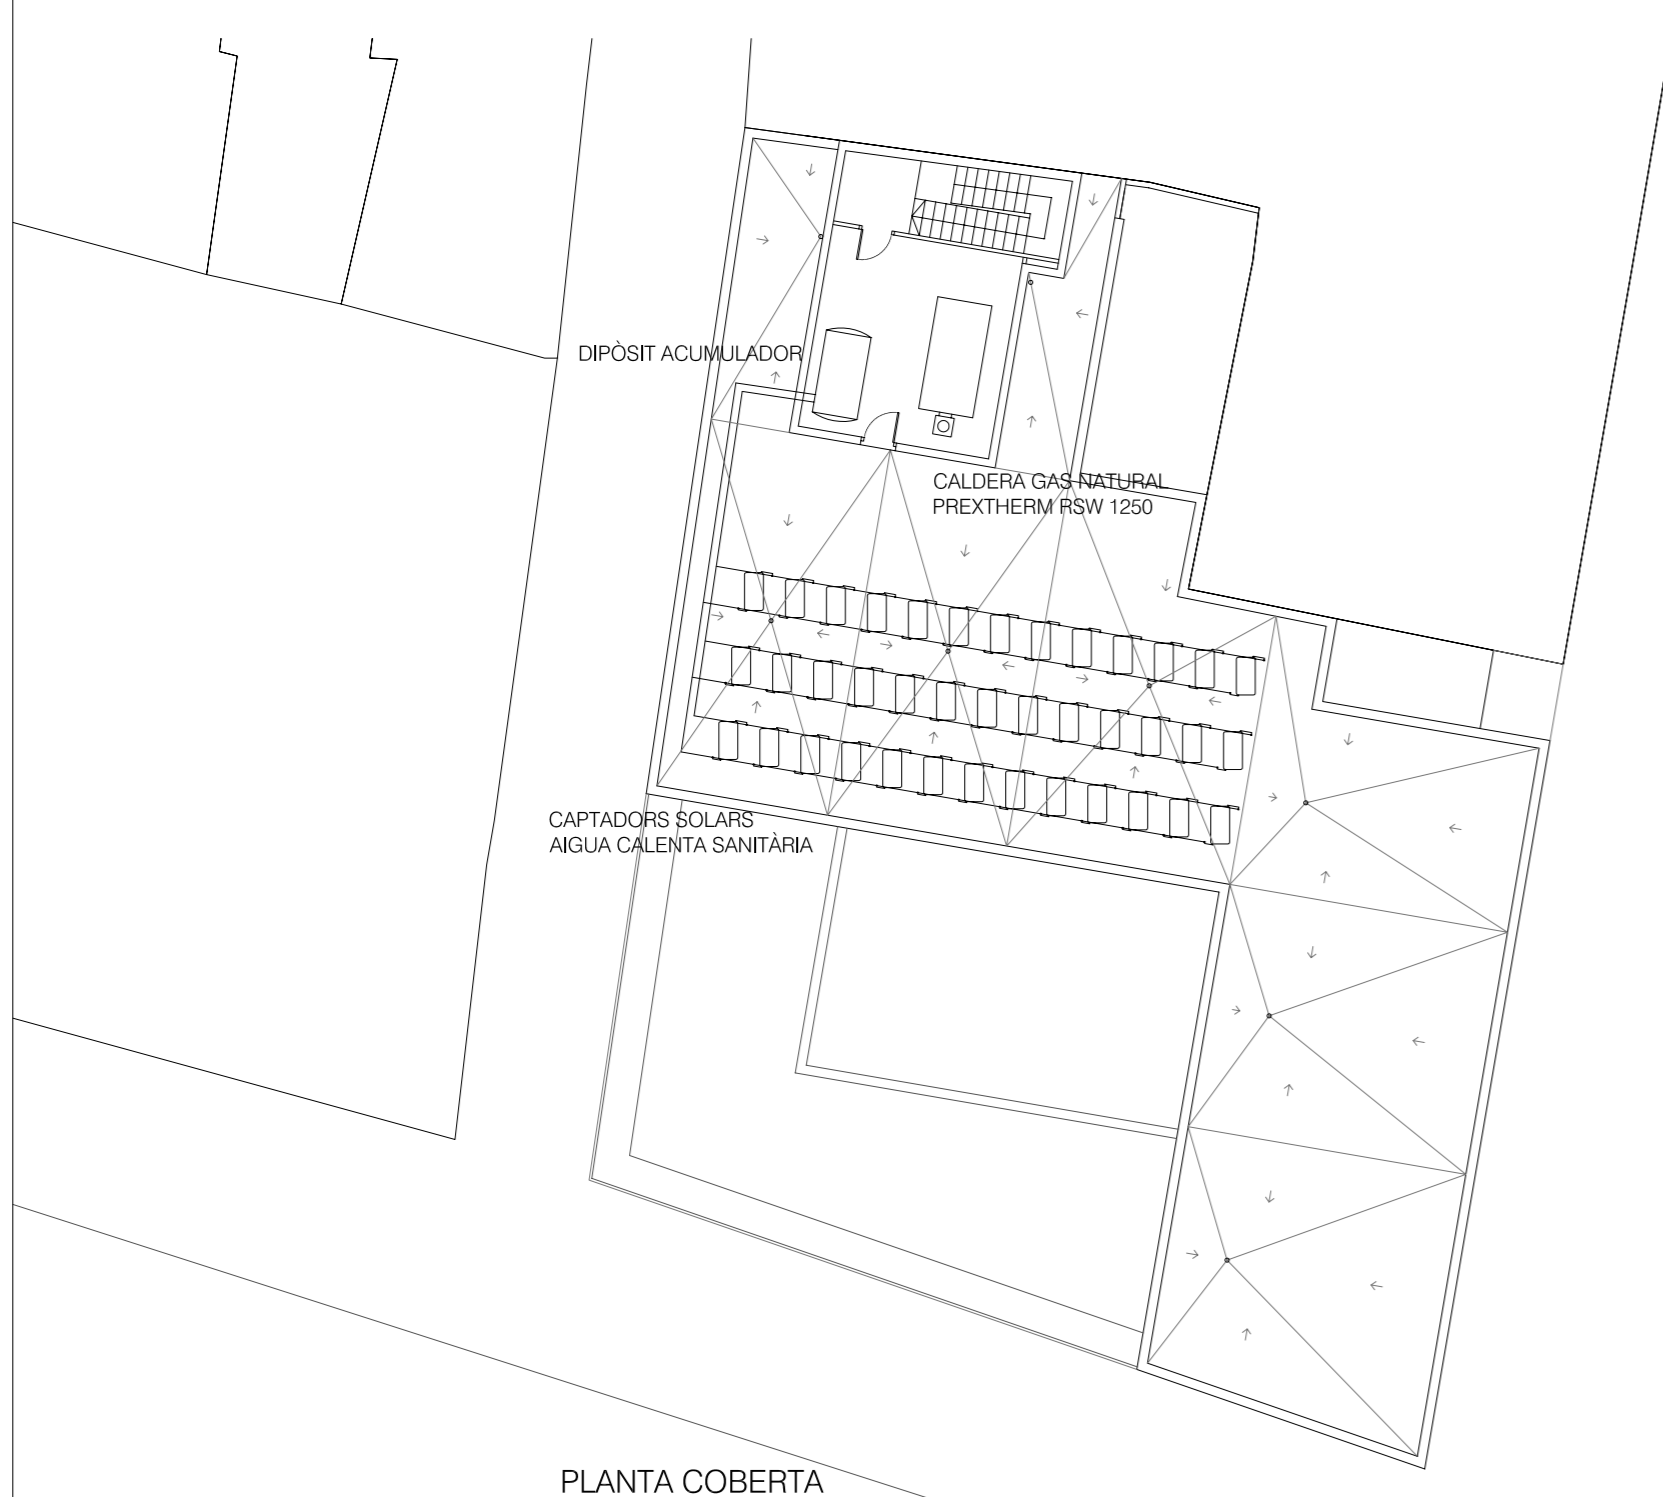 DIPÒSIT ACUMULADOR
CALDERA GAS NATURAL
PREXTHERM RSW 1250
CAPTADORS SOLARS
AIGUA CALENTA SANITÀRIA
PLANTA COBERTA